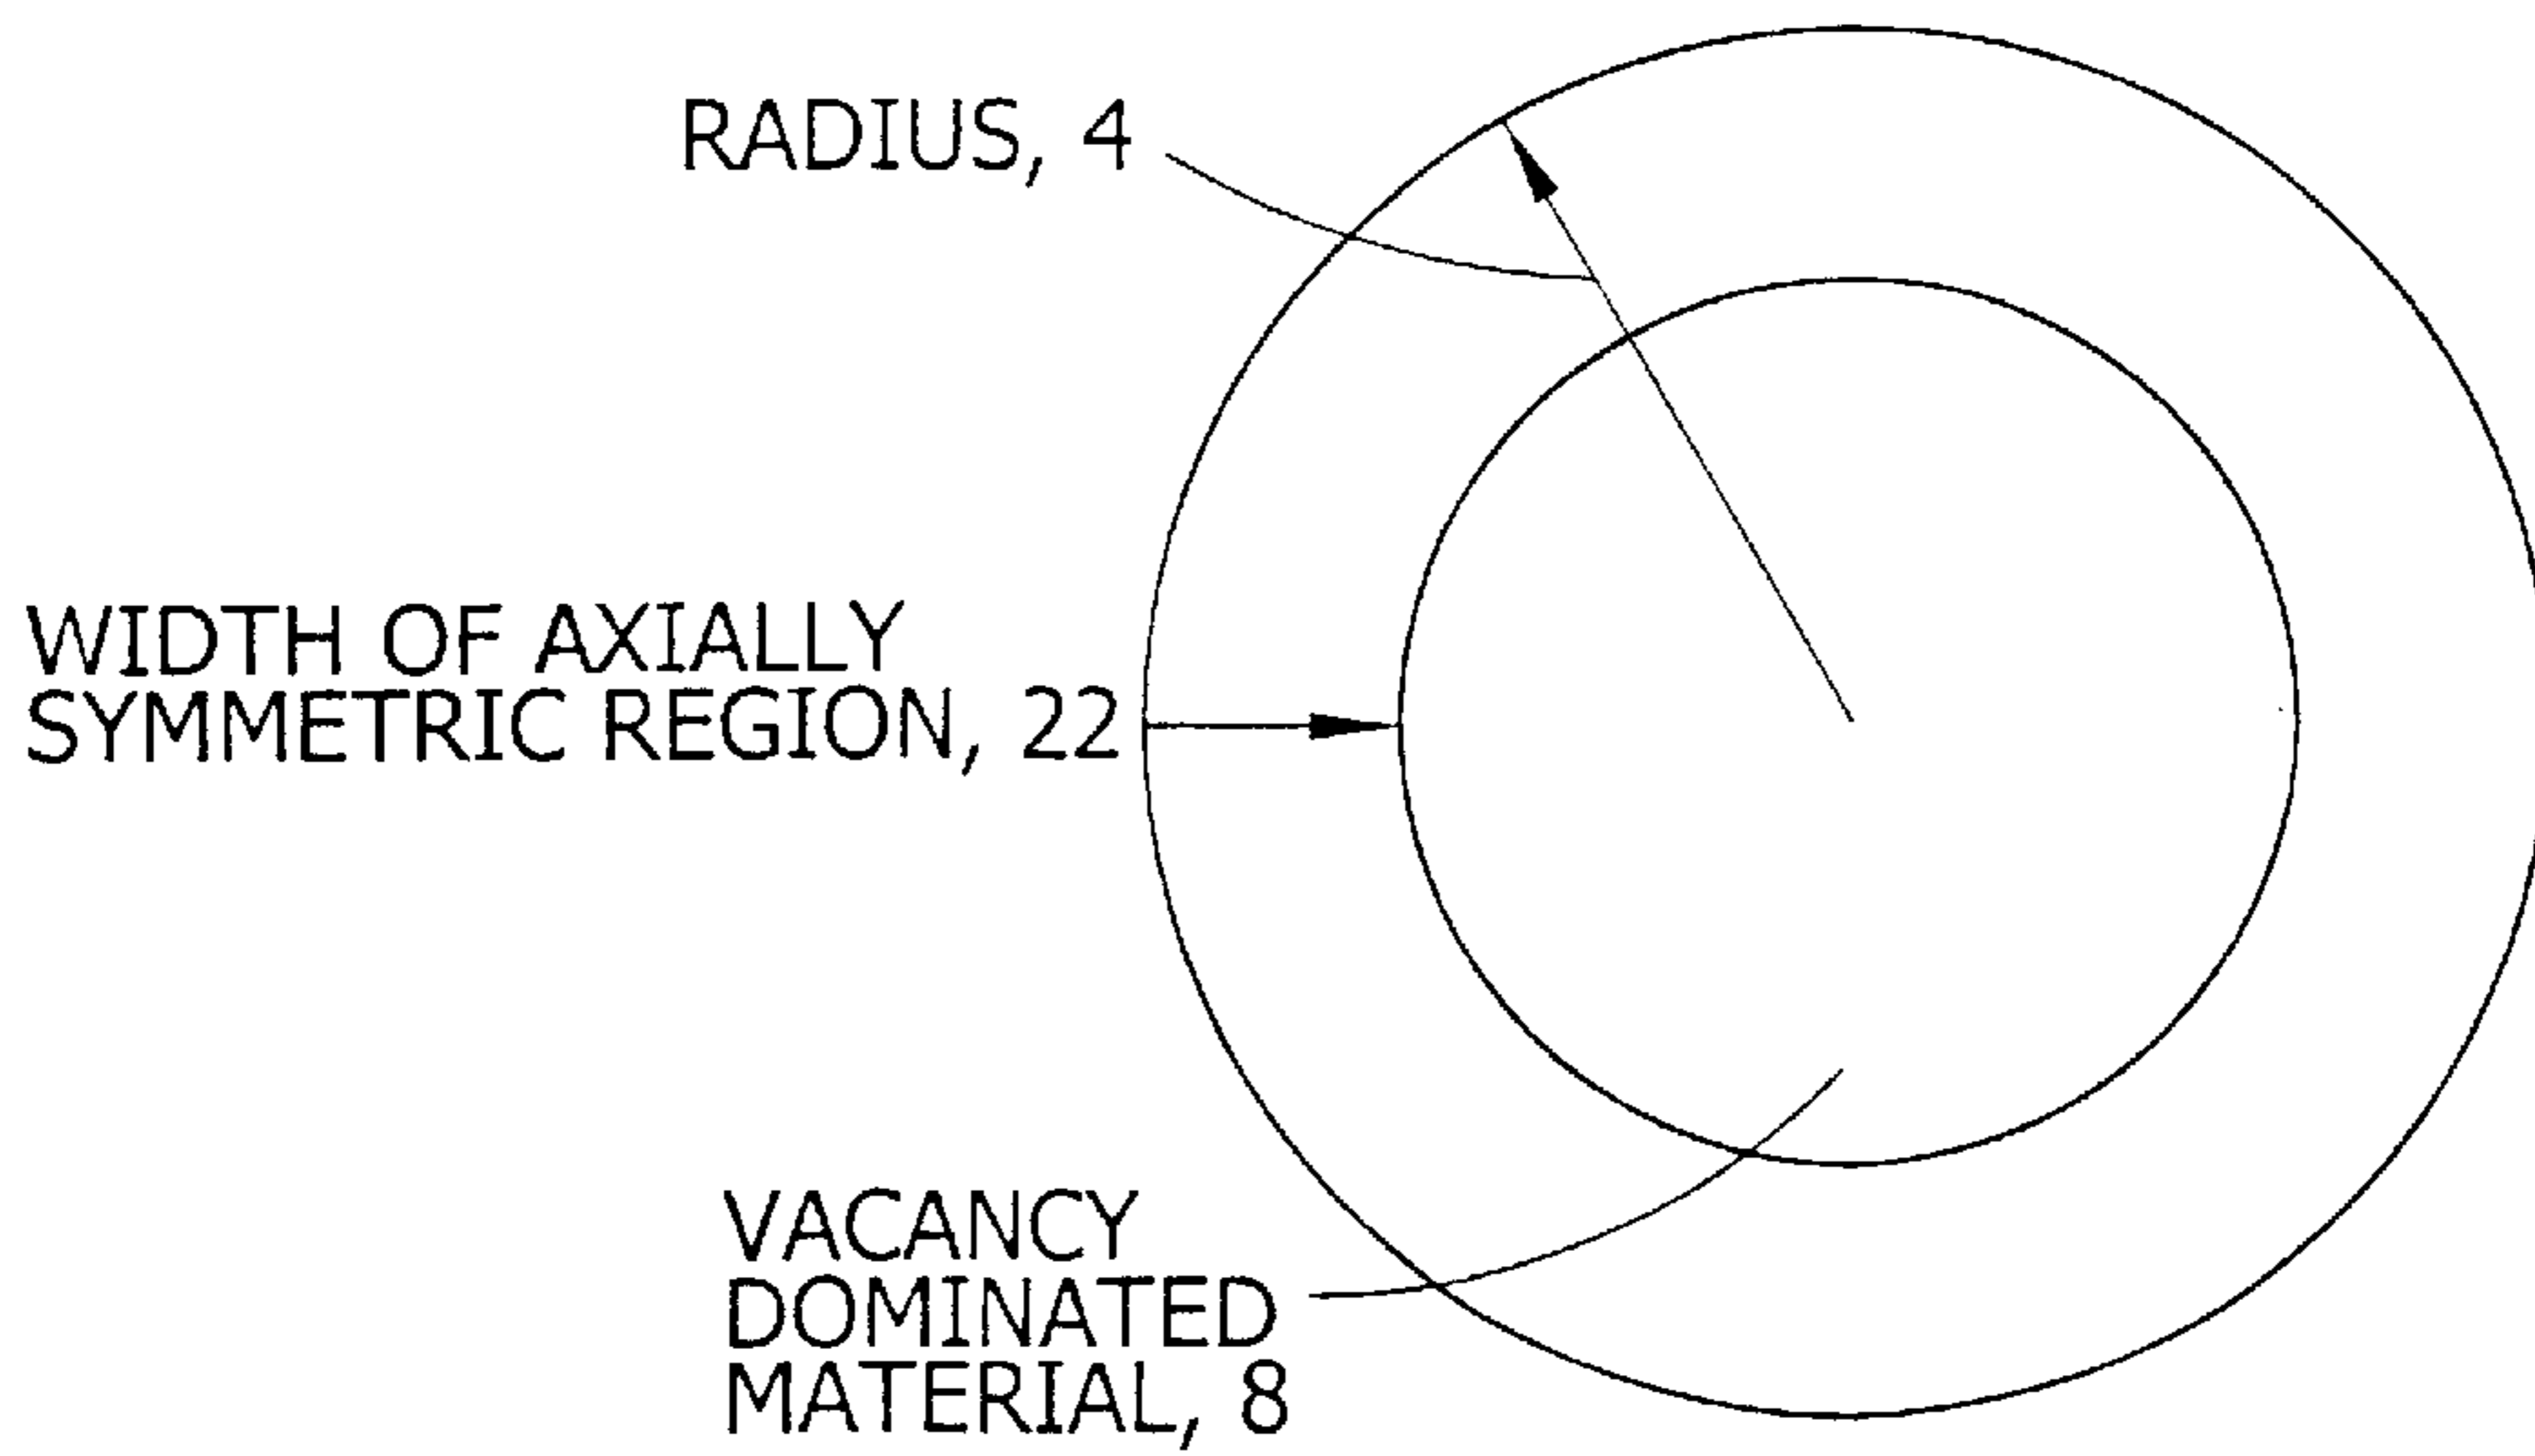 RADIUS, 4
WIDTH OF AXIALLY
SYMMETRIC REGION, 22
VACANCY
DOMINATED
MATERIAL, 8